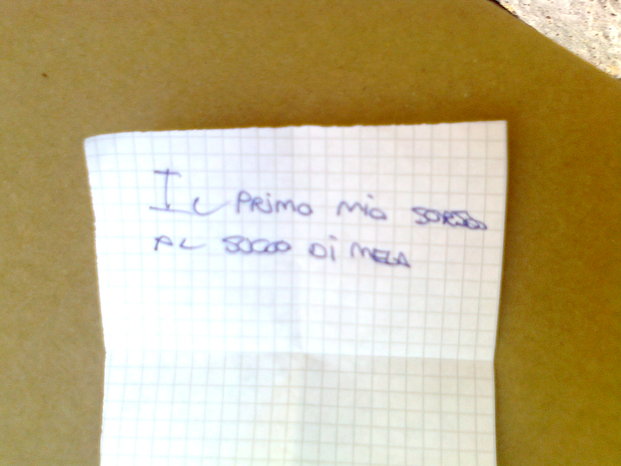 Il PRiMO Mio SORSO
AL SUCCO Di MELA